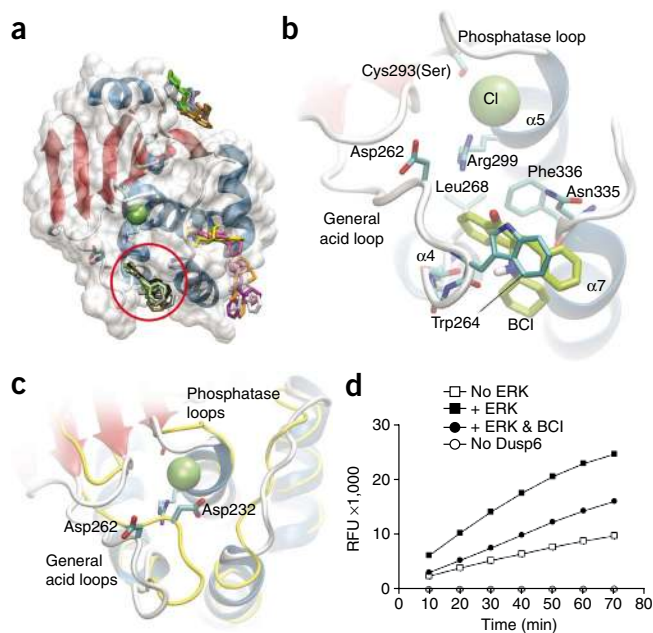 a
b
Phosphatase loop
Cys293(Ser)
Cl
α5
Asp262
Arg299
Phe336
Leu268
Asn335
General
acid loop
α4
α7
Trp264
BCI
c
Phosphatase
loops
Asp262
Asp232
General
acid loops
d
No ERK
+ ERK
+ ERK & BCI
No Dusp6
30
20
10
0
RFU ×1,000
0 10 20 30 40 50 60 70 80
Time (min)